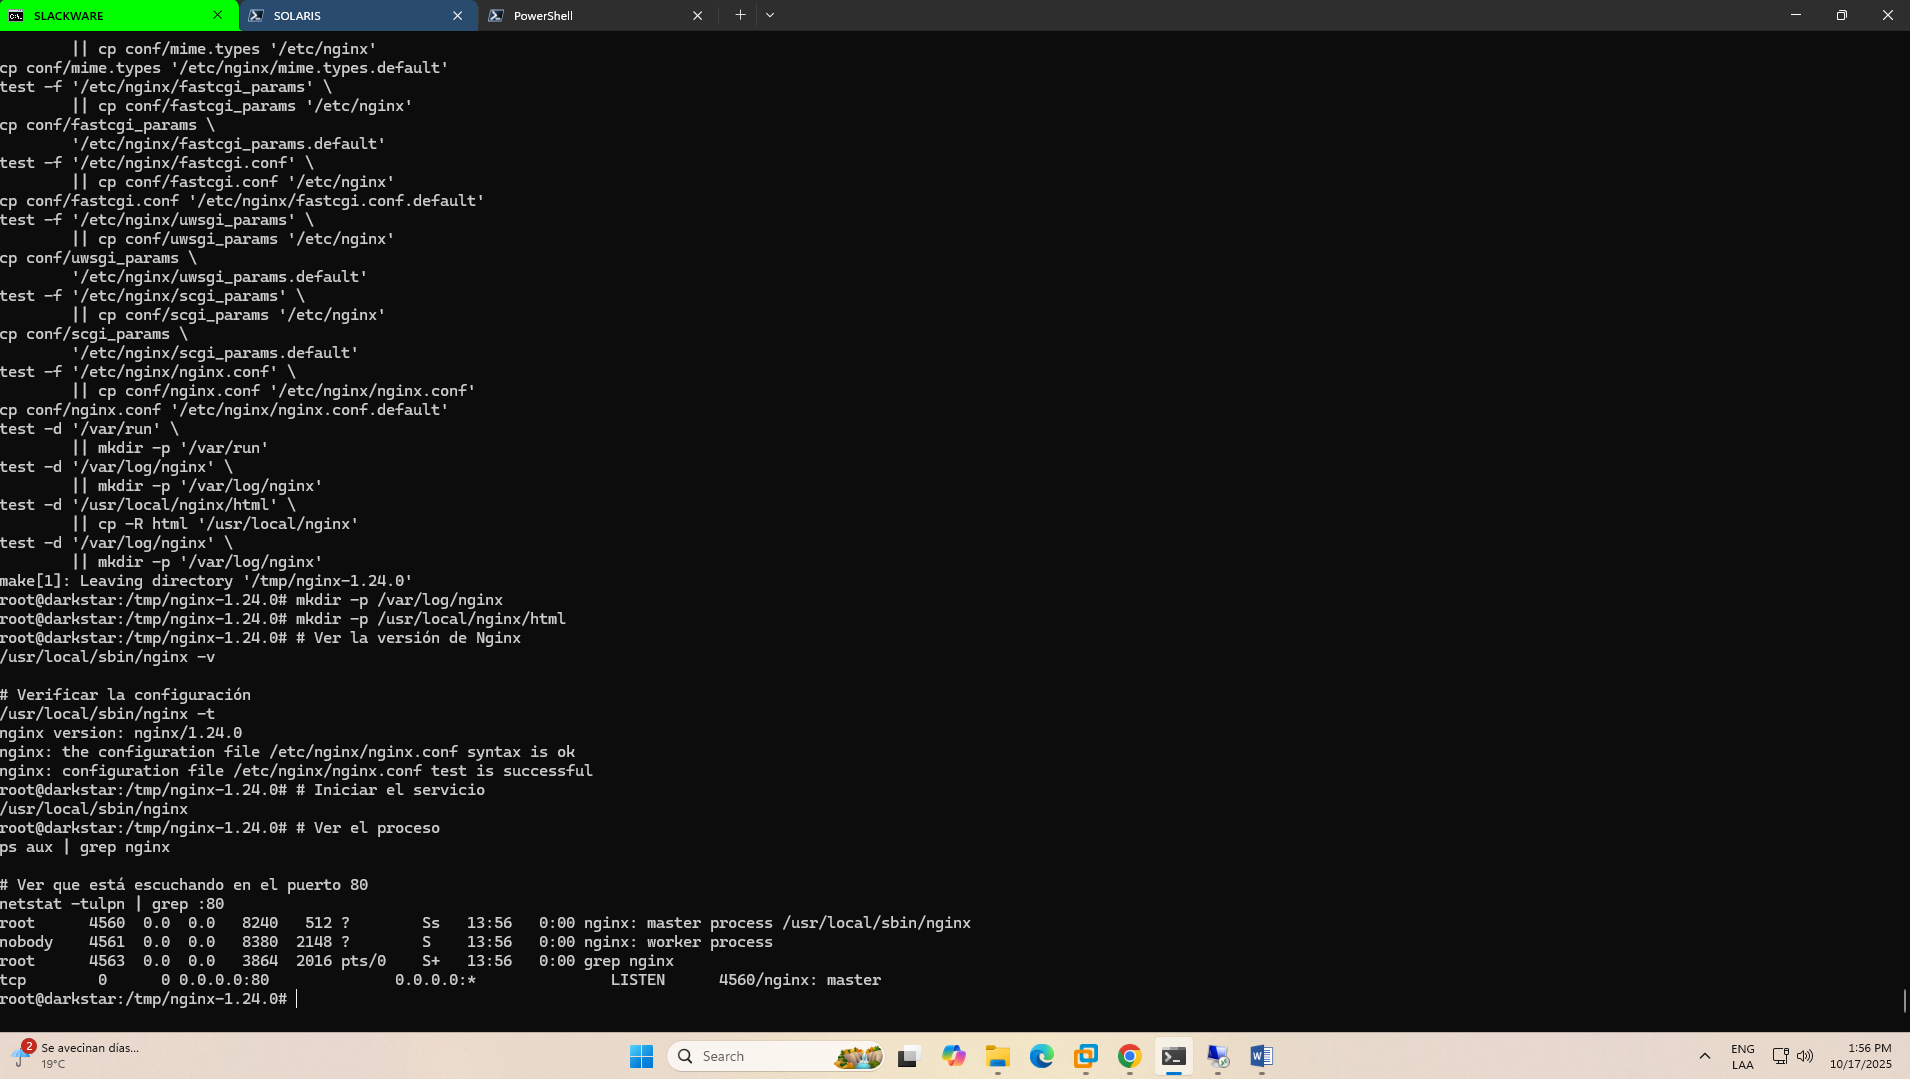 SLACKWARE
SOLARIS
PowerShell
|| cp conf/mime.types '/etc/nginx'
cp conf/mime.types '/etc/nginx/mime.types.default'
test -f '/etc/nginx/fastcgi_params' \
|| cp conf/fastcgi_params '/etc/nginx'
cp conf/fastcgi_params \
'/etc/nginx/fastcgi_params.default'
test -f '/etc/nginx/fastcgi.conf' \
|| cp conf/fastcgi.conf '/etc/nginx'
cp conf/fastcgi.conf '/etc/nginx/fastcgi.conf.default'
test -f '/etc/nginx/uwsgi_params' \
|| cp conf/uwsgi_params '/etc/nginx'
cp conf/uwsgi_params \
'/etc/nginx/uwsgi_params.default'
test -f '/etc/nginx/scgi_params' \
|| cp conf/scgi_params '/etc/nginx'
cp conf/scgi_params \
'/etc/nginx/scgi_params.default'
test -f '/etc/nginx/nginx.conf' \
|| cp conf/nginx.conf '/etc/nginx/nginx.conf'
cp conf/nginx.conf '/etc/nginx/nginx.conf.default'
test -d '/var/run' \
|| mkdir -p '/var/run'
test -d '/var/log/nginx' \
|| mkdir -p '/var/log/nginx'
test -d '/usr/local/nginx/html' \
|| cp -R html '/usr/local/nginx'
test -d '/var/log/nginx' \
|| mkdir -p '/var/log/nginx'
make[1]: Leaving directory '/tmp/nginx-1.24.0'
root@darkstar:/tmp/nginx-1.24.0# mkdir -p /var/log/nginx
root@darkstar:/tmp/nginx-1.24.0# mkdir -p /usr/local/nginx/html
root@darkstar:/tmp/nginx-1.24.0# # Ver la versión de Nginx
/usr/local/sbin/nginx -v
# Verificar la configuración
/usr/local/sbin/nginx -t
nginx version: nginx/1.24.0
nginx: the configuration file /etc/nginx/nginx.conf syntax is ok
nginx: configuration file /etc/nginx/nginx.conf test is successful
root@darkstar:/tmp/nginx-1.24.0# # Iniciar el servicio
/usr/local/sbin/nginx
root@darkstar:/tmp/nginx-1.24.0# # Ver el proceso
ps aux | grep nginx
# Ver que está escuchando en el puerto 80
netstat -tulpn | grep :80
root      4560  0.0  0.0   8240   512 ?        Ss   13:56   0:00 nginx: master process /usr/local/sbin/nginx
nobody    4561  0.0  0.0   8380  2148 ?        S    13:56   0:00 nginx: worker process
root      4563  0.0  0.0   3864  2016 pts/0    S+   13:56   0:00 grep nginx
tcp        0      0 0.0.0.0:80              0.0.0.0:*               LISTEN      4560/nginx: master
root@darkstar:/tmp/nginx-1.24.0#
2
Se avecinan días...
19°C
Search
ENG
LAA
1:56 PM
10/17/2025